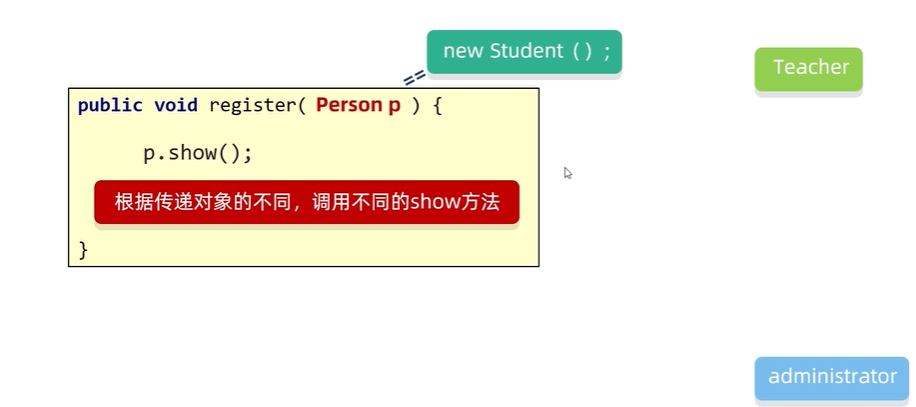 new Student ( ) ;
Teacher
public void register( Person p ) {
p.show();
根据传递对象的不同，调用不同的show方法
}
administrator